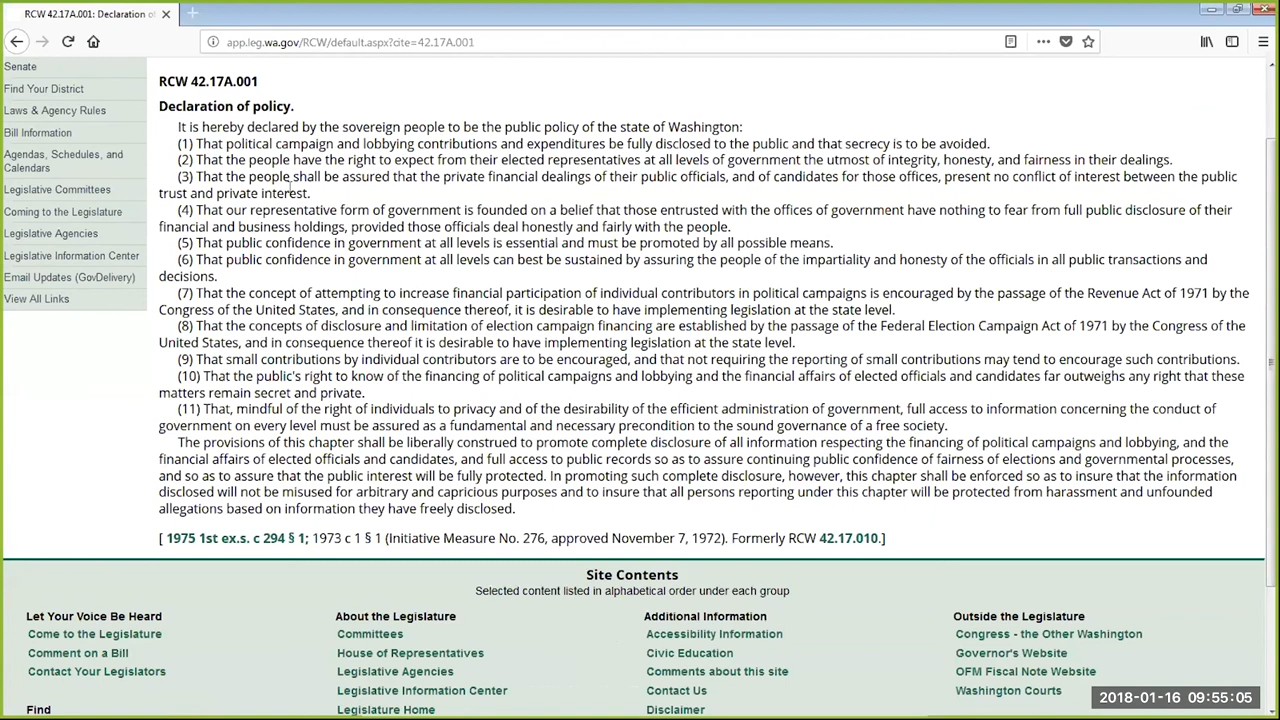 RCW 42.17A.001: Declaration of
app.leg.wa.gov/RCW/default.aspx?cite=42.17A.001
Senate
Find Your District
Laws & Agency Rules
Bill Information
Agendas, Schedules, and
Calendars
Legislative Committees
Coming to the Legislature
Legislative Agencies
Legislative Information Center
Email Updates (GovDelivery)
View All Links
RCW 42.17A.001
Declaration of policy.
It is hereby declared by the sovereign people to be the public policy of the state of Washington:
(1) That political campaign and lobbying contributions and expenditures be fully disclosed to the public and that secrecy is to be avoided.
(2) That the people have the right to expect from their elected representatives at all levels of government the utmost of integrity, honesty, and fairness in their dealings.
(3) That the people shall be assured that the private financial dealings of their public officials, and of candidates for those offices, present no conflict of interest between the public
trust and private interest.
(4) That our representative form of government is founded on a belief that those entrusted with the offices of government have nothing to fear from full public disclosure of their
financial and business holdings, provided those officials deal honestly and fairly with the people.
(5) That public confidence in government at all levels is essential and must be promoted by all possible means.
(6) That public confidence in government at all levels can best be sustained by assuring the people of the impartiality and honesty of the officials in all public transactions and
decisions.
(7) That the concept of attempting to increase financial participation of individual contributors in political campaigns is encouraged by the passage of the Revenue Act of 1971 by the
Congress of the United States, and in consequence thereof, it is desirable to have implementing legislation at the state level.
(8) That the concepts of disclosure and limitation of election campaign financing are established by the passage of the Federal Election Campaign Act of 1971 by the Congress of the
United States, and in consequence thereof it is desirable to have implementing legislation at the state level.
(9) That small contributions by individual contributors are to be encouraged, and that not requiring the reporting of small contributions may tend to encourage such contributions.
(10) That the public's right to know of the financing of political campaigns and lobbying and the financial affairs of elected officials and candidates far outweighs any right that these
matters remain secret and private.
(11) That, mindful of the right of individuals to privacy and of the desirability of the efficient administration of government, full access to information concerning the conduct of
government on every level must be assured as a fundamental and necessary precondition to the sound governance of a free society.
The provisions of this chapter shall be liberally construed to promote complete disclosure of all information respecting the financing of political campaigns and lobbying, and the
financial affairs of elected officials and candidates, and full access to public records so as to assure continuing public confidence of fairness of elections and governmental processes,
and so as to assure that the public interest will be fully protected. In promoting such complete disclosure, however, this chapter shall be enforced so as to insure that the information
disclosed will not be misused for arbitrary and capricious purposes and to insure that all persons reporting under this chapter will be protected from harassment and unfounded
allegations based on information they have freely disclosed.
[ 1975 1st ex.s. c 294 § 1; 1973 c 1 § 1 (Initiative Measure No. 276, approved November 7, 1972). Formerly RCW 42.17.010.]
Site Contents
Selected content listed in alphabetical order under each group
Let Your Voice Be Heard
Come to the Legislature
Comment on a Bill
Contact Your Legislators
Find
About the Legislature
Committees
House of Representatives
Legislative Agencies
Legislative Information Center
Legislature Home
Additional Information
Accessibility Information
Civic Education
Comments about this site
Contact Us
Disclaimer
Outside the Legislature
Congress - the Other Washington
Governor's Website
OFM Fiscal Note Website
Washington Courts
2018-01-16 09:55:05